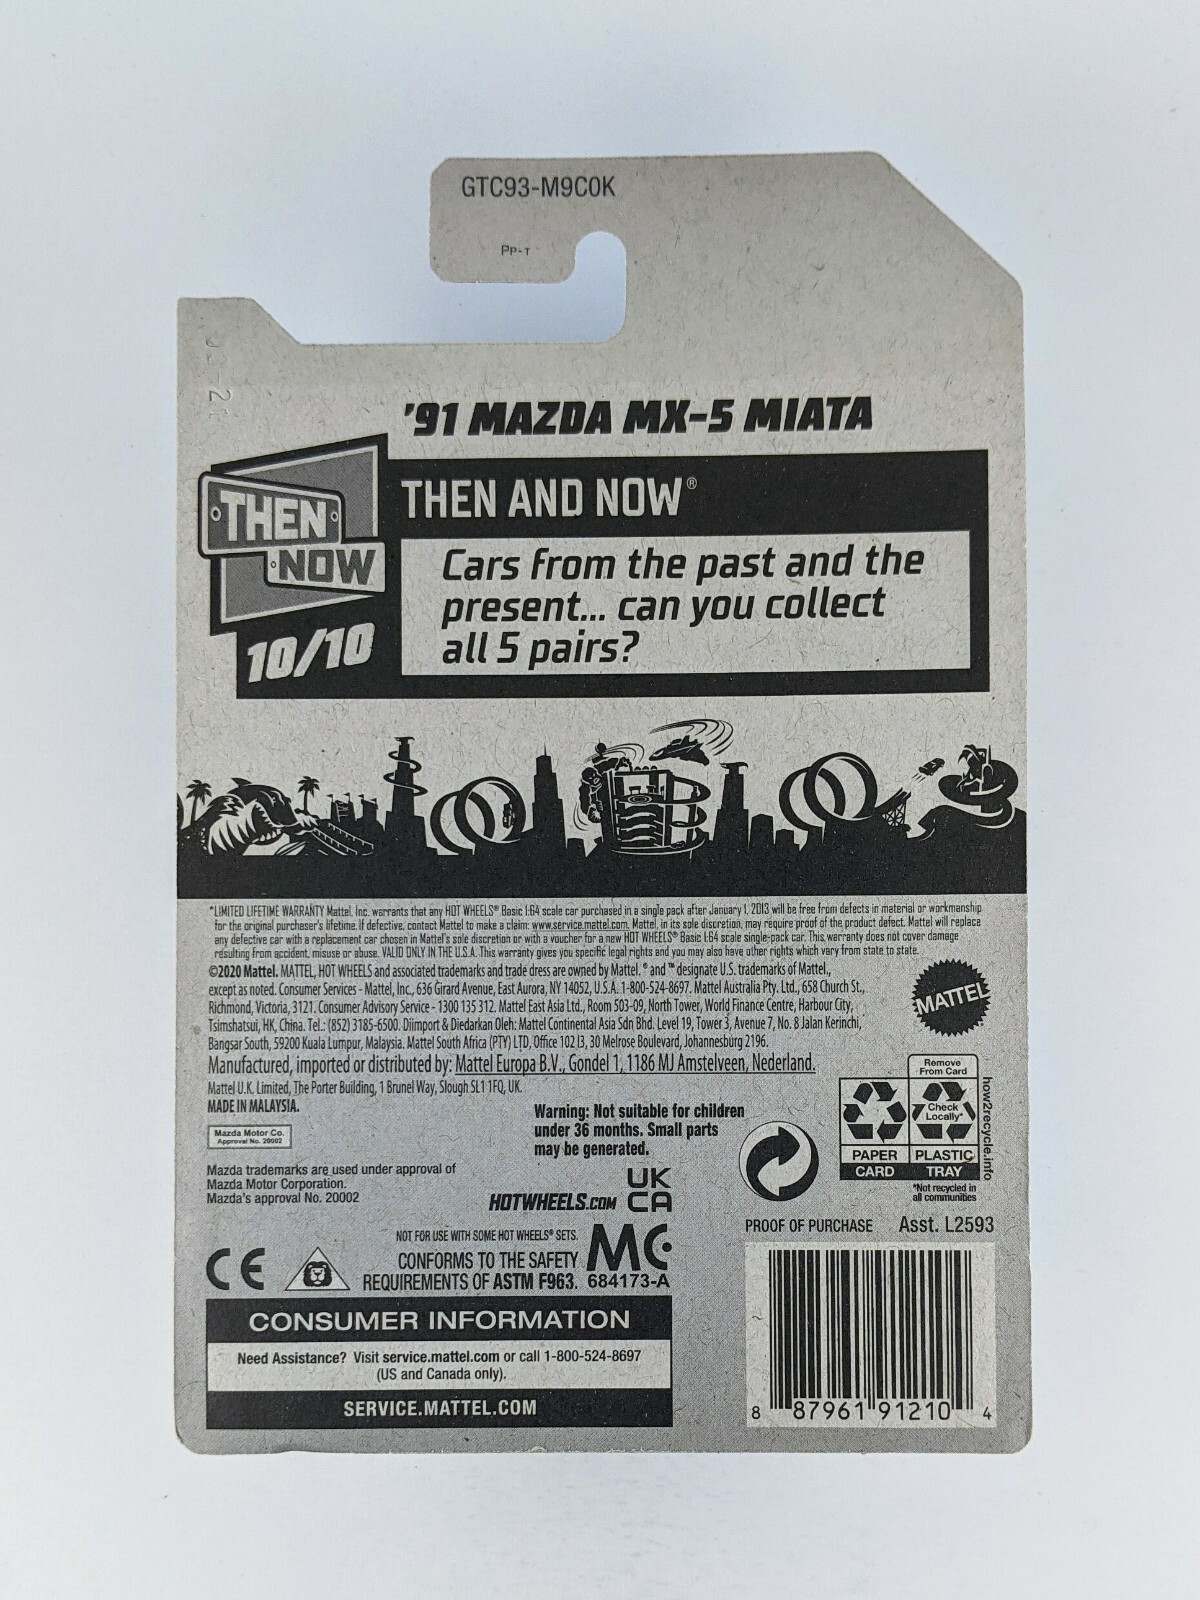 GTC93-M9C0K
PP-T
'91 MAZDA MX-5 MIATA
THEN
NOW
10/10
THEN AND NOW®
Cars from the past and the
present... can you collect
all 5 pairs?
*LIMITED LIFETIME WARRANTY Mattel, Inc. warrants that any HOT WHEELS® Basic 1:64 scale car purchased in a single pack after January 1, 2013 will be free from defects in material or workmanship
for the original purchaser's lifetime. If defective, contact Mattel to make a claim: www.service.mattel.com. Mattel, in its sole discretion, may require proof of the product defect. Mattel will replace
any defective car with a replacement car chosen in Mattel's sole discretion or with a voucher for a new HOT WHEELS® Basic 1:64 scale single-pack car. This warranty does not cover damage
resulting from accident, misuse or abuse. VALID ONLY IN THE U.S.A. This warranty gives you specific legal rights and you may also have other rights which vary from state to state.
©2020 Mattel. MATTEL, HOT WHEELS and associated trademarks and trade dress are owned by Mattel. ® and ™ designate U.S. trademarks of Mattel.,
except as noted. Consumer Services - Mattel, Inc., 636 Girard Avenue, East Aurora, NY 14052, U.S.A. 1-800-524-8697. Mattel Australia Pty. Ltd., 658 Church St.,
Richmond, Victoria, 3121. Consumer Advisory Service - 1300 135 312. Mattel East Asia Ltd., Room 503-09, North Tower, World Finance Centre, Harbour City,
Tsimshatsui, HK, China. Tel.: (852) 3185-6500. Diimport & Diedarkan Oleh: Mattel Continental Asia Sdn Bhd. Level 19, Tower 3, Avenue 7, No. 8 Jalan Kerinchi,
Bangsar South, 59200 Kuala Lumpur, Malaysia. Mattel South Africa (PTY) LTD, Office 102 I3, 30 Melrose Boulevard, Johannesburg 2196.
Manufactured, imported or distributed by: Mattel Europa B.V., Gondel 1, 1186 MJ Amstelveen, Nederland.
Mattel U.K. Limited, The Porter Building, 1 Brunel Way, Slough SL1 1FQ, UK.
MADE IN MALAYSIA.
MATTEL
Mazda Motor Co.
Approval No. 20002
Mazda trademarks are used under approval of
Mazda Motor Corporation.
Mazda's approval No. 20002
Warning: Not suitable for children
under 36 months. Small parts
may be generated.
HOTWHEELS.COM
UK
CA
Remove
From Card
Check
Locally*
PAPER
CARD
PLASTIC
TRAY
*Not recycled in
all communities
how2recycle.info
NOT FOR USE WITH SOME HOT WHEELS® SETS.
CE
CONFORMS TO THE SAFETY
REQUIREMENTS OF ASTM F963.
MC
684173-A
PROOF OF PURCHASE Asst. L2593
CONSUMER INFORMATION
Need Assistance? Visit service.mattel.com or call 1-800-524-8697
(US and Canada only).
SERVICE.MATTEL.COM
8 87961 91210 4